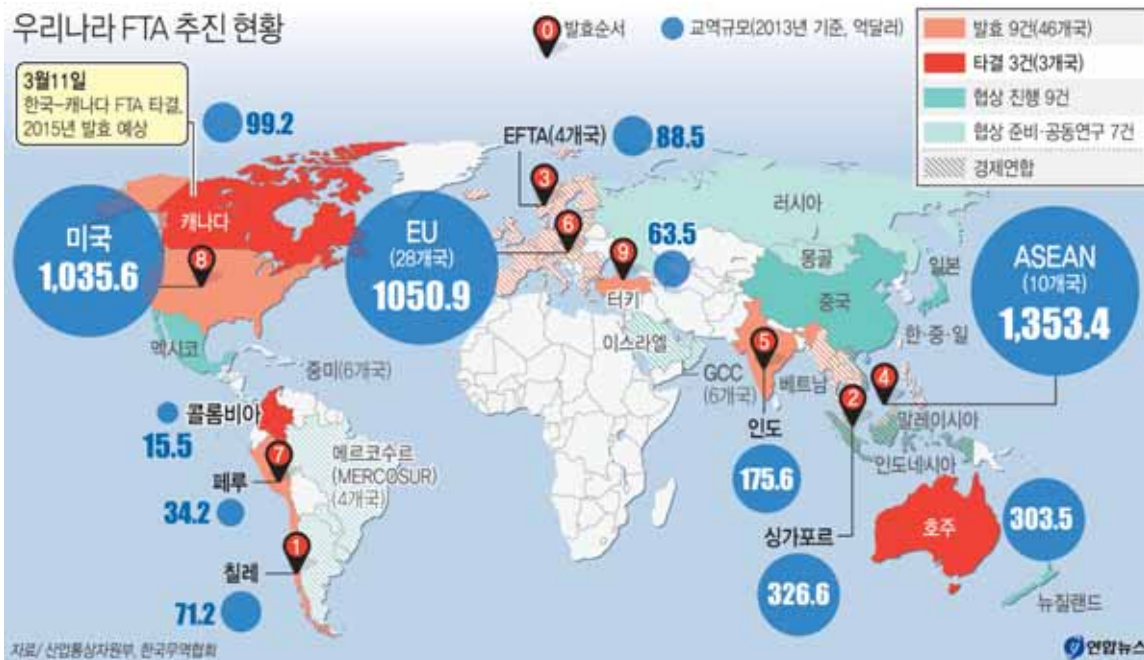 우리나라 FTA 추진 현황
0 발효순서
교역규모(2013년 기준, 억달러)
발효 9건(46개국)
타결 3건(3개국)
협상 진행 9건
협상 준비·공동연구 7건
경제연합
3월11일
한국-캐나다 FTA 타결,
2015년 발효 예상
99.2
EFTA(4개국)
88.5
3
캐나다
러시아
미국
1,035.6
8
EU
(28개국)
1050.9
6
9
63.5
터키
몽골
일본
중국
한·중·일
ASEAN
(10개국)
1,353.4
멕시코
중미(6개국)
이스라엘
GCC
(6개국)
5
베트남
2
4
말레이시아
인도네시아
콜롬비아
15.5
7
페루
34.2
메르코수르
(MERCOSUR)
(4개국)
인도
175.6
싱가포르
326.6
호주
303.5
뉴질랜드
1
칠레
71.2
자료/ 산업통상자원부, 한국무역협회
연합뉴스